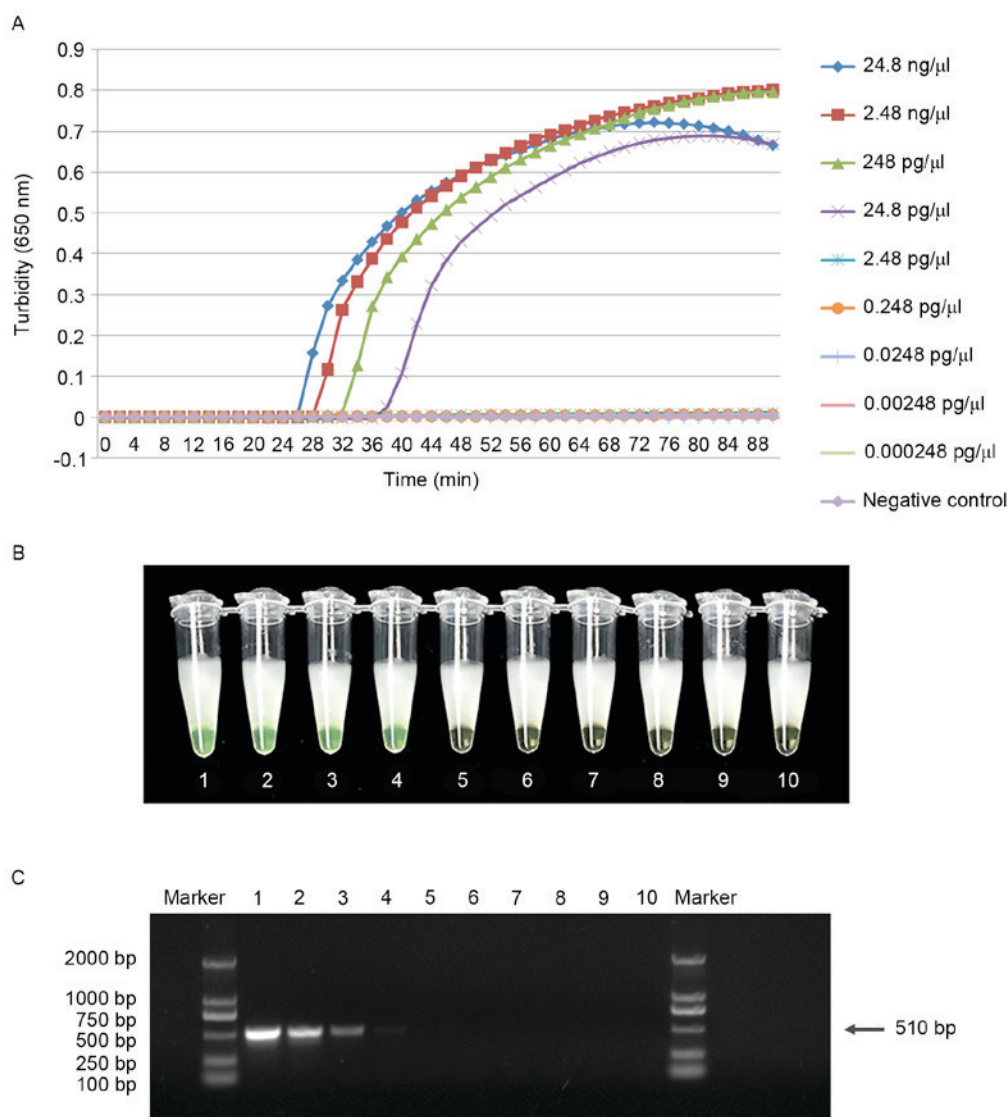 A
0.9
0.8
0.7
0.6
0.5
0.4
0.3
0.2
0.1
0
-0.1
Turbidity (650 nm)
0 4 8 12 16 20 24 28 32 36 40 44 48 52 56 60 64 68 72 76 80 84 88
Time (min)
24.8 ng/μl
2.48 ng/μl
248 pg/μl
24.8 pg/μl
2.48 pg/μl
0.248 pg/μl
0.0248 pg/μl
0.00248 pg/μl
0.000248 pg/μl
Negative control
B
1 2 3 4 5 6 7 8 9 10
C
Marker 1 2 3 4 5 6 7 8 9 10 Marker
2000 bp
1000 bp
750 bp
500 bp
250 bp
100 bp
510 bp